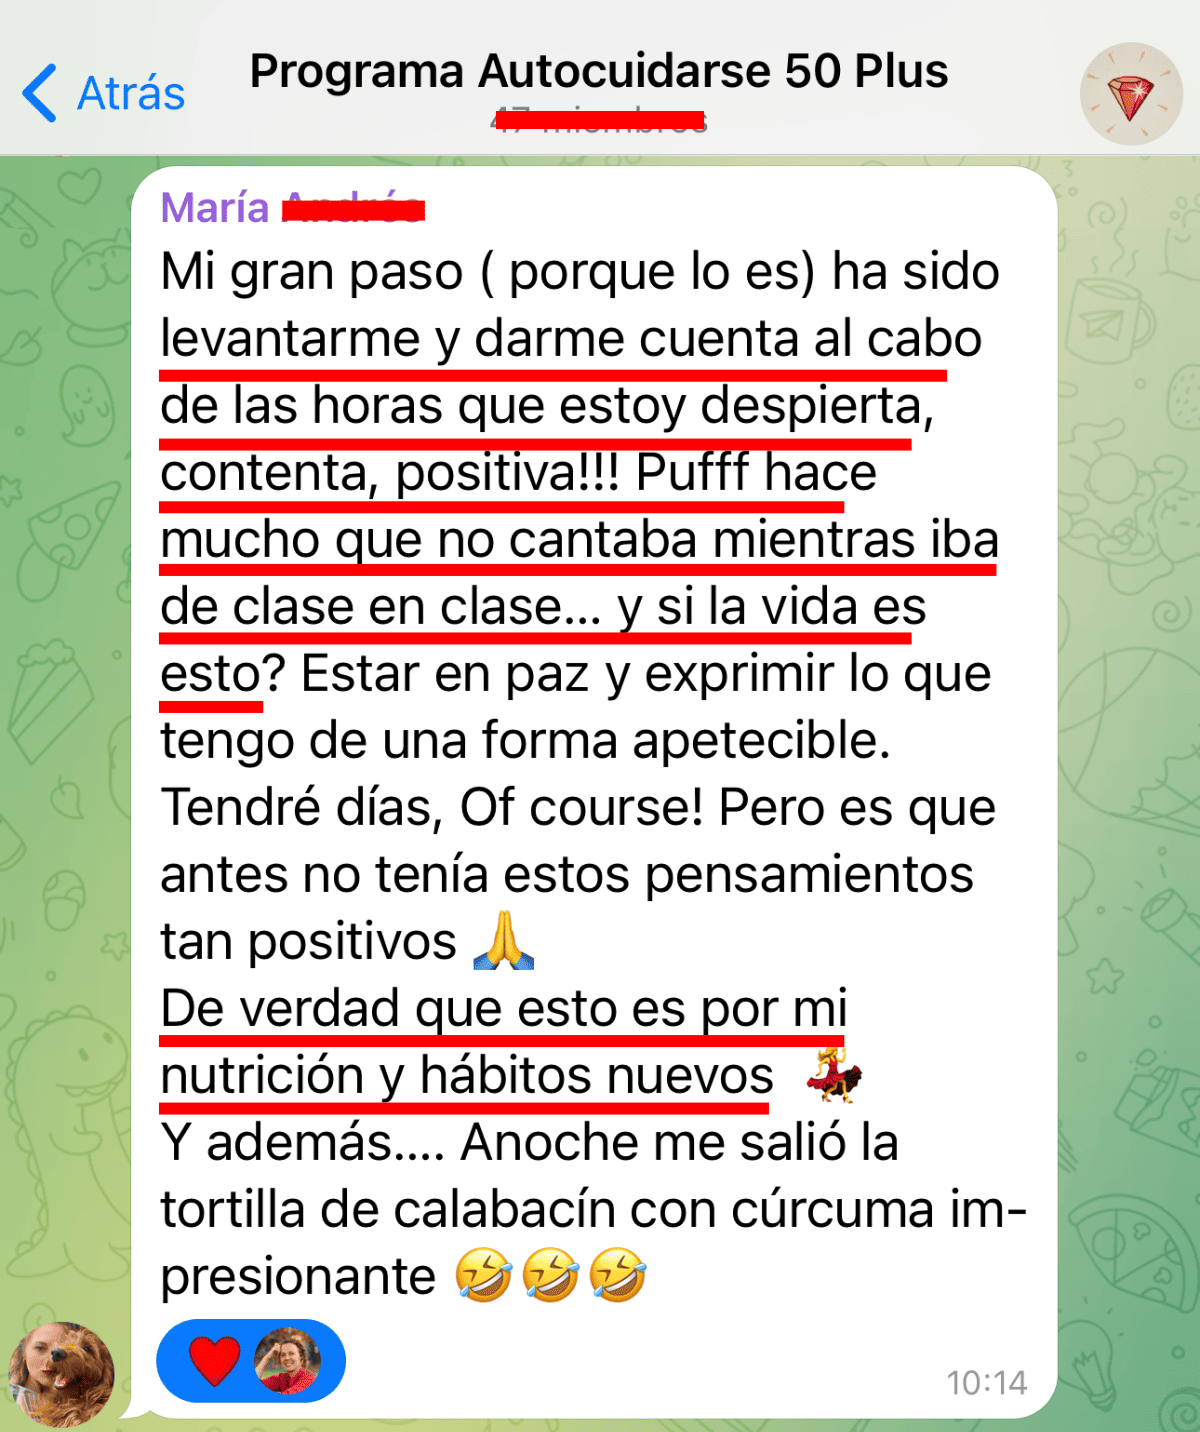 Atrás
Programa Autocuidarse 50 Plus
María
Mi gran paso ( porque lo es) ha sido
levantarme y darme cuenta al cabo
de las horas que estoy despierta,
contenta, positiva!!! Pufff hace
mucho que no cantaba mientras iba
de clase en clase... y si la vida es
esto? Estar en paz y exprimir lo que
tengo de una forma apetecible.
Tendré días, Of course! Pero es que
antes no tenía estos pensamientos
tan positivos 🙏
De verdad que esto es por mi
nutrición y hábitos nuevos 💃
Y además.... Anoche me salió la
tortilla de calabacín con cúrcuma im-
presionante 🤣🤣🤣
10:14